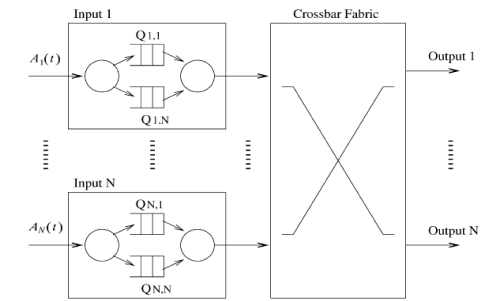 Input 1
Crossbar Fabric
Q1,1
A1(t)
Output 1
Q1,N
Input N
QN,1
AN(t)
Output N
QN,N